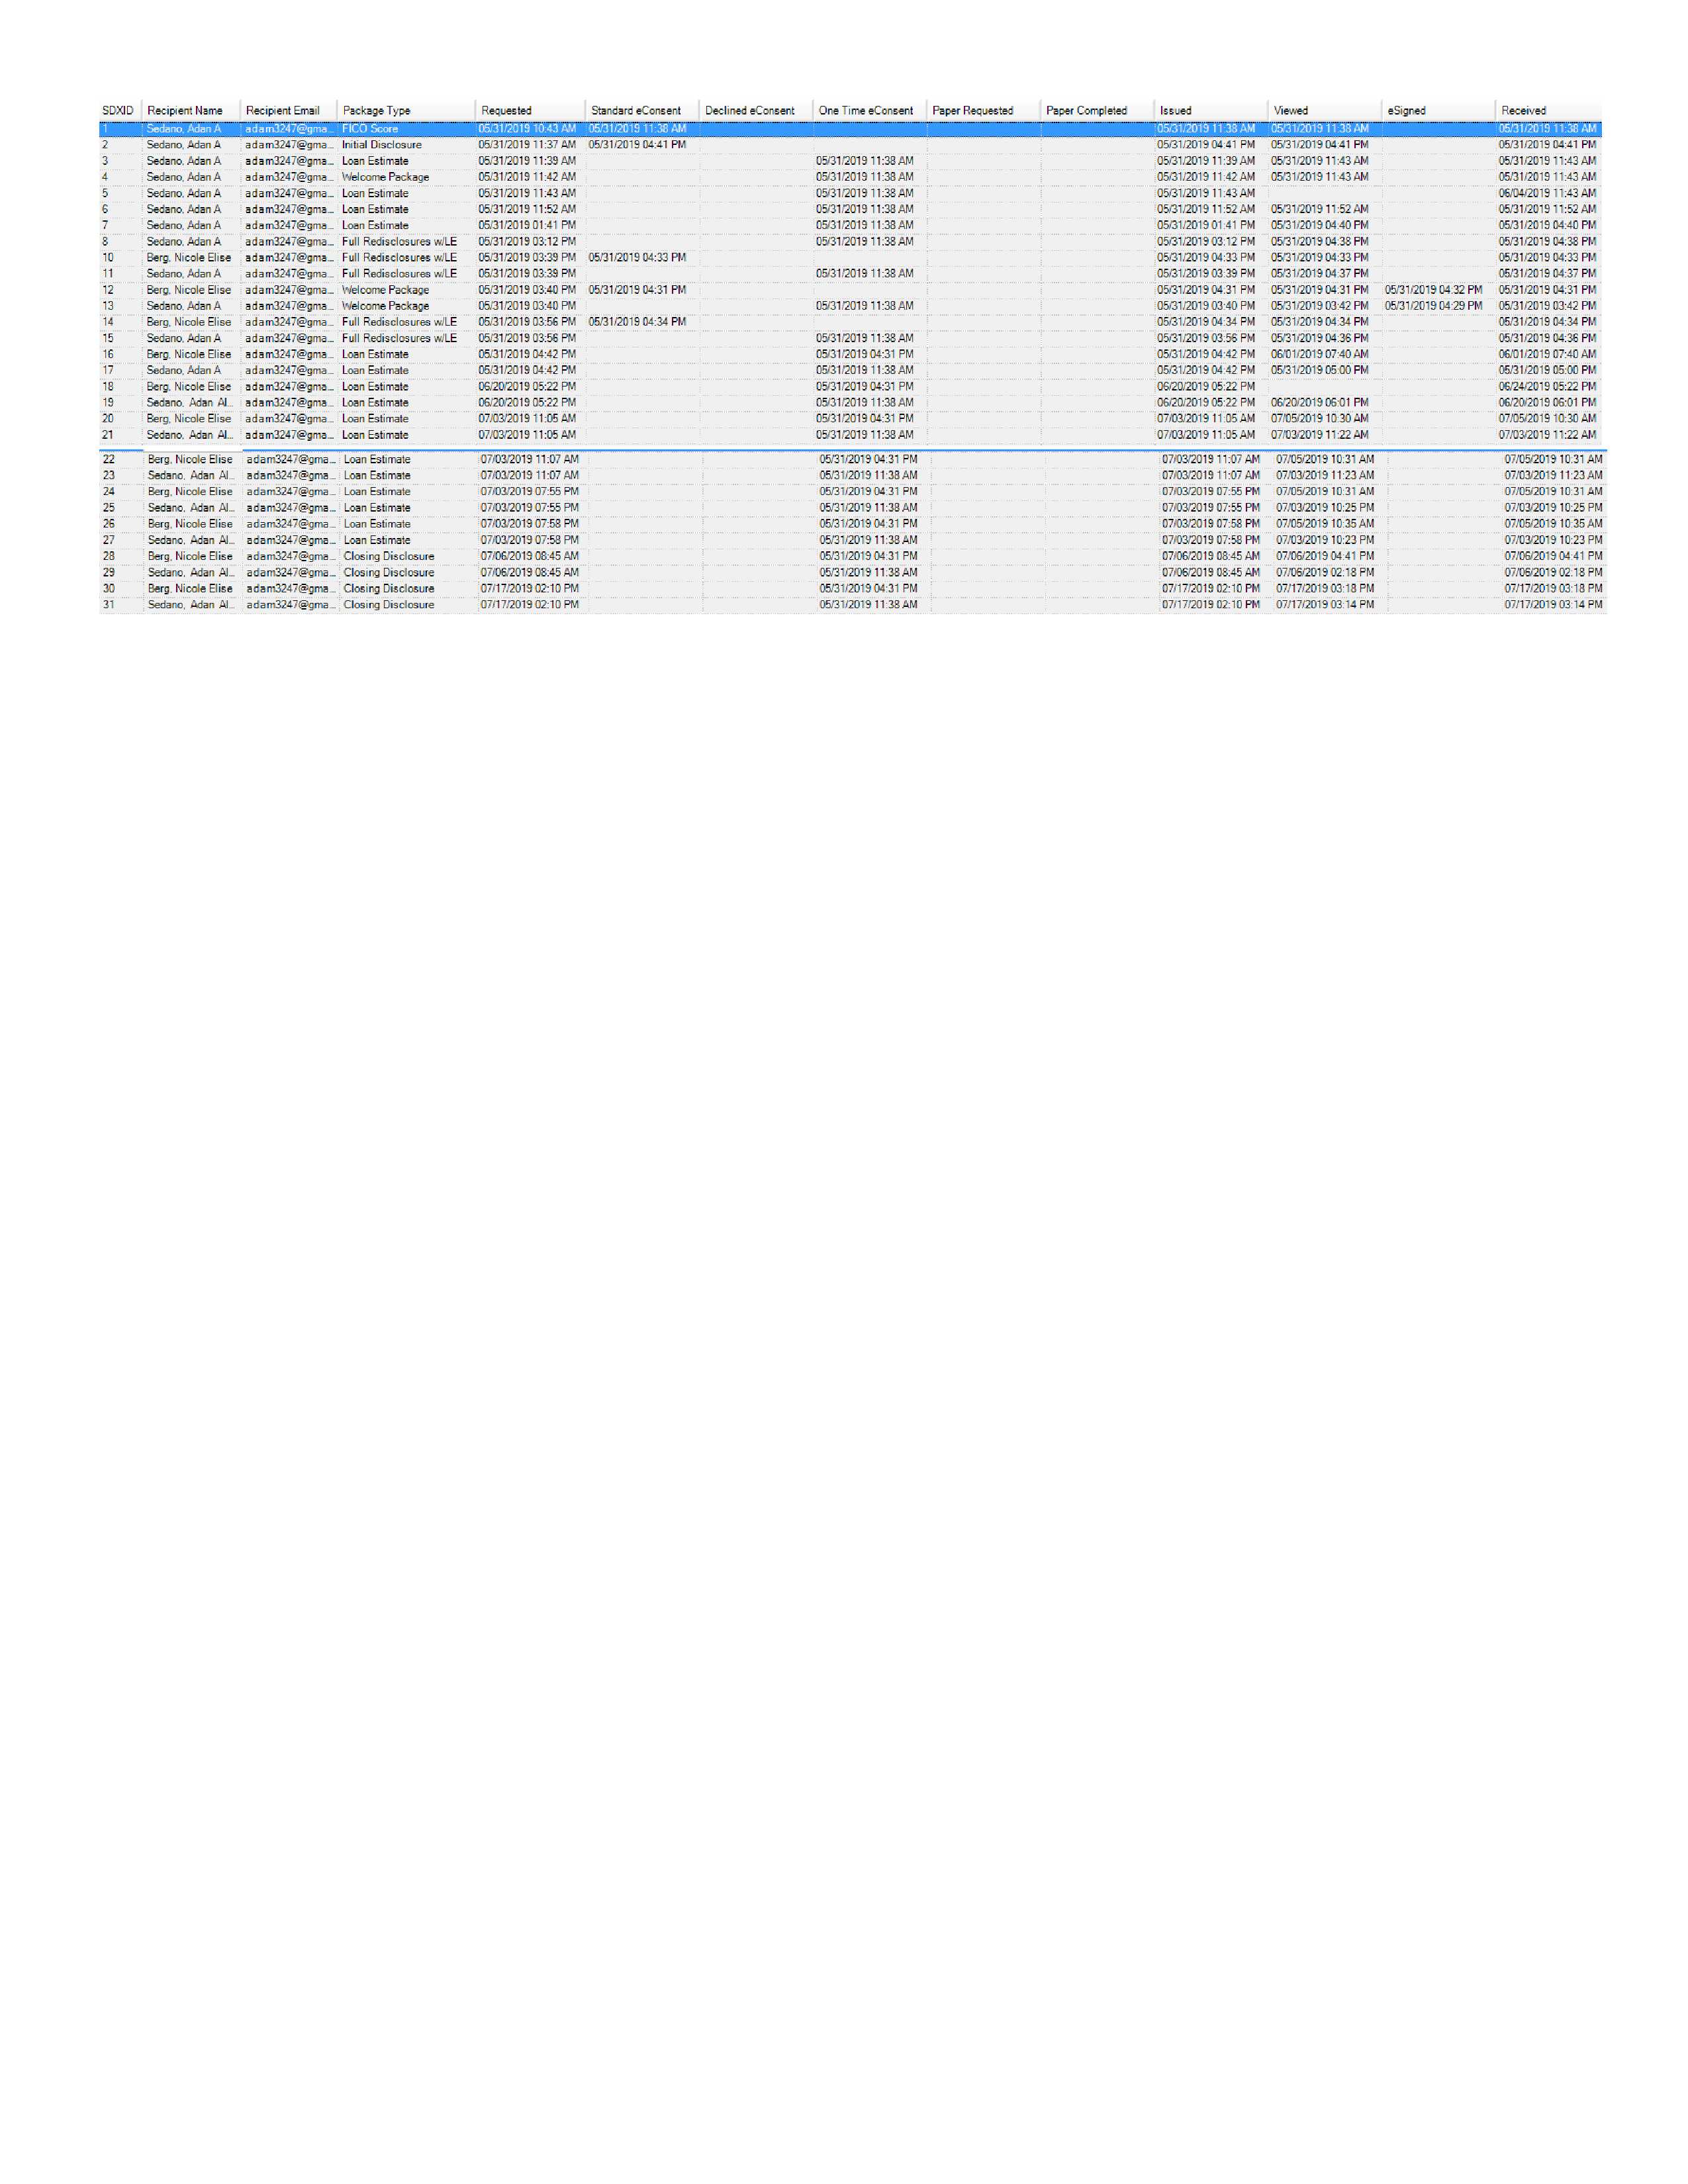 SDXID Recipient Name Recipient Email Package Type Requested Standard eConsent Declined eConsent One Time eConsent Paper Requested Paper Completed Issued Viewed eSigned Received
1 Sedano, Adan A adam3247@gma... FICO Score 05/31/2019 10:43 AM 05/31/2019 11:38 AM 05/31/2019 11:38 AM 05/31/2019 11:38 AM 05/31/2019 11:38 AM
2 Sedano, Adan A adam3247@gma... Initial Disclosure 05/31/2019 11:37 AM 05/31/2019 04:41 PM 05/31/2019 04:41 PM 05/31/2019 04:41 PM 05/31/2019 04:41 PM
3 Sedano, Adan A adam3247@gma... Loan Estimate 05/31/2019 11:39 AM 05/31/2019 11:38 AM 05/31/2019 11:39 AM 05/31/2019 11:43 AM 05/31/2019 11:43 AM
4 Sedano, Adan A adam3247@gma... Welcome Package 05/31/2019 11:42 AM 05/31/2019 11:38 AM 05/31/2019 11:42 AM 05/31/2019 11:43 AM 05/31/2019 11:43 AM
5 Sedano, Adan A adam3247@gma... Loan Estimate 05/31/2019 11:43 AM 05/31/2019 11:38 AM 05/31/2019 11:43 AM 06/04/2019 11:43 AM
6 Sedano, Adan A adam3247@gma... Loan Estimate 05/31/2019 11:52 AM 05/31/2019 11:38 AM 05/31/2019 11:52 AM 05/31/2019 11:52 AM 05/31/2019 11:52 AM
7 Sedano, Adan A adam3247@gma... Loan Estimate 05/31/2019 01:41 PM 05/31/2019 11:38 AM 05/31/2019 01:41 PM 05/31/2019 04:40 PM 05/31/2019 04:40 PM
8 Sedano, Adan A adam3247@gma... Full Redisclosures w/LE 05/31/2019 03:12 PM 05/31/2019 11:38 AM 05/31/2019 03:12 PM 05/31/2019 04:38 PM 05/31/2019 04:38 PM
10 Berg, Nicole Elise adam3247@gma... Full Redisclosures w/LE 05/31/2019 03:39 PM 05/31/2019 04:33 PM 05/31/2019 04:33 PM 05/31/2019 04:33 PM 05/31/2019 04:33 PM
11 Sedano, Adan A adam3247@gma... Full Redisclosures w/LE 05/31/2019 03:39 PM 05/31/2019 11:38 AM 05/31/2019 03:39 PM 05/31/2019 04:37 PM 05/31/2019 04:37 PM
12 Berg, Nicole Elise adam3247@gma... Welcome Package 05/31/2019 03:40 PM 05/31/2019 04:31 PM 05/31/2019 04:31 PM 05/31/2019 04:31 PM 05/31/2019 04:32 PM 05/31/2019 04:31 PM
13 Sedano, Adan A adam3247@gma... Welcome Package 05/31/2019 03:40 PM 05/31/2019 11:38 AM 05/31/2019 03:40 PM 05/31/2019 03:42 PM 05/31/2019 04:29 PM 05/31/2019 03:42 PM
14 Berg, Nicole Elise adam3247@gma... Full Redisclosures w/LE 05/31/2019 03:56 PM 05/31/2019 04:34 PM 05/31/2019 04:34 PM 05/31/2019 04:34 PM 05/31/2019 04:34 PM
15 Sedano, Adan A adam3247@gma... Full Redisclosures w/LE 05/31/2019 03:56 PM 05/31/2019 11:38 AM 05/31/2019 03:56 PM 05/31/2019 04:36 PM 05/31/2019 04:36 PM
16 Berg, Nicole Elise adam3247@gma... Loan Estimate 05/31/2019 04:42 PM 05/31/2019 04:31 PM 05/31/2019 04:42 PM 06/01/2019 07:40 AM 06/01/2019 07:40 AM
17 Sedano, Adan A adam3247@gma... Loan Estimate 05/31/2019 04:42 PM 05/31/2019 11:38 AM 05/31/2019 04:42 PM 05/31/2019 05:00 PM 05/31/2019 05:00 PM
18 Berg, Nicole Elise adam3247@gma... Loan Estimate 06/20/2019 05:22 PM 05/31/2019 04:31 PM 06/20/2019 05:22 PM 06/24/2019 05:22 PM
19 Sedano, Adan Al... adam3247@gma... Loan Estimate 06/20/2019 05:22 PM 05/31/2019 11:38 AM 06/20/2019 05:22 PM 06/20/2019 06:01 PM 06/20/2019 06:01 PM
20 Berg, Nicole Elise adam3247@gma... Loan Estimate 07/03/2019 11:05 AM 05/31/2019 04:31 PM 07/03/2019 11:05 AM 07/05/2019 10:30 AM 07/05/2019 10:30 AM
21 Sedano, Adan Al... adam3247@gma... Loan Estimate 07/03/2019 11:05 AM 05/31/2019 11:38 AM 07/03/2019 11:05 AM 07/03/2019 11:22 AM 07/03/2019 11:22 AM
22 Berg, Nicole Elise adam3247@gma... Loan Estimate 07/03/2019 11:07 AM 05/31/2019 04:31 PM 07/03/2019 11:07 AM 07/05/2019 10:31 AM 07/05/2019 10:31 AM
23 Sedano, Adan Al... adam3247@gma... Loan Estimate 07/03/2019 11:07 AM 05/31/2019 11:38 AM 07/03/2019 11:07 AM 07/03/2019 11:23 AM 07/03/2019 11:23 AM
24 Berg, Nicole Elise adam3247@gma... Loan Estimate 07/03/2019 07:55 PM 05/31/2019 04:31 PM 07/03/2019 07:55 PM 07/05/2019 10:31 AM 07/05/2019 10:31 AM
25 Sedano, Adan Al... adam3247@gma... Loan Estimate 07/03/2019 07:55 PM 05/31/2019 11:38 AM 07/03/2019 07:55 PM 07/03/2019 10:25 PM 07/03/2019 10:25 PM
26 Berg, Nicole Elise adam3247@gma... Loan Estimate 07/03/2019 07:58 PM 05/31/2019 04:31 PM 07/03/2019 07:58 PM 07/05/2019 10:35 AM 07/05/2019 10:35 AM
27 Sedano, Adan Al... adam3247@gma... Loan Estimate 07/03/2019 07:58 PM 05/31/2019 11:38 AM 07/03/2019 07:58 PM 07/03/2019 10:23 PM 07/03/2019 10:23 PM
28 Berg, Nicole Elise adam3247@gma... Closing Disclosure 07/06/2019 08:45 AM 05/31/2019 04:31 PM 07/06/2019 08:45 AM 07/06/2019 04:41 PM 07/06/2019 04:41 PM
29 Sedano, Adan Al... adam3247@gma... Closing Disclosure 07/06/2019 08:45 AM 05/31/2019 11:38 AM 07/06/2019 08:45 AM 07/06/2019 02:18 PM 07/06/2019 02:18 PM
30 Berg, Nicole Elise adam3247@gma... Closing Disclosure 07/17/2019 02:10 PM 05/31/2019 04:31 PM 07/17/2019 02:10 PM 07/17/2019 03:18 PM 07/17/2019 03:18 PM
31 Sedano, Adan Al... adam3247@gma... Closing Disclosure 07/17/2019 02:10 PM 05/31/2019 11:38 AM 07/17/2019 02:10 PM 07/17/2019 03:14 PM 07/17/2019 03:14 PM